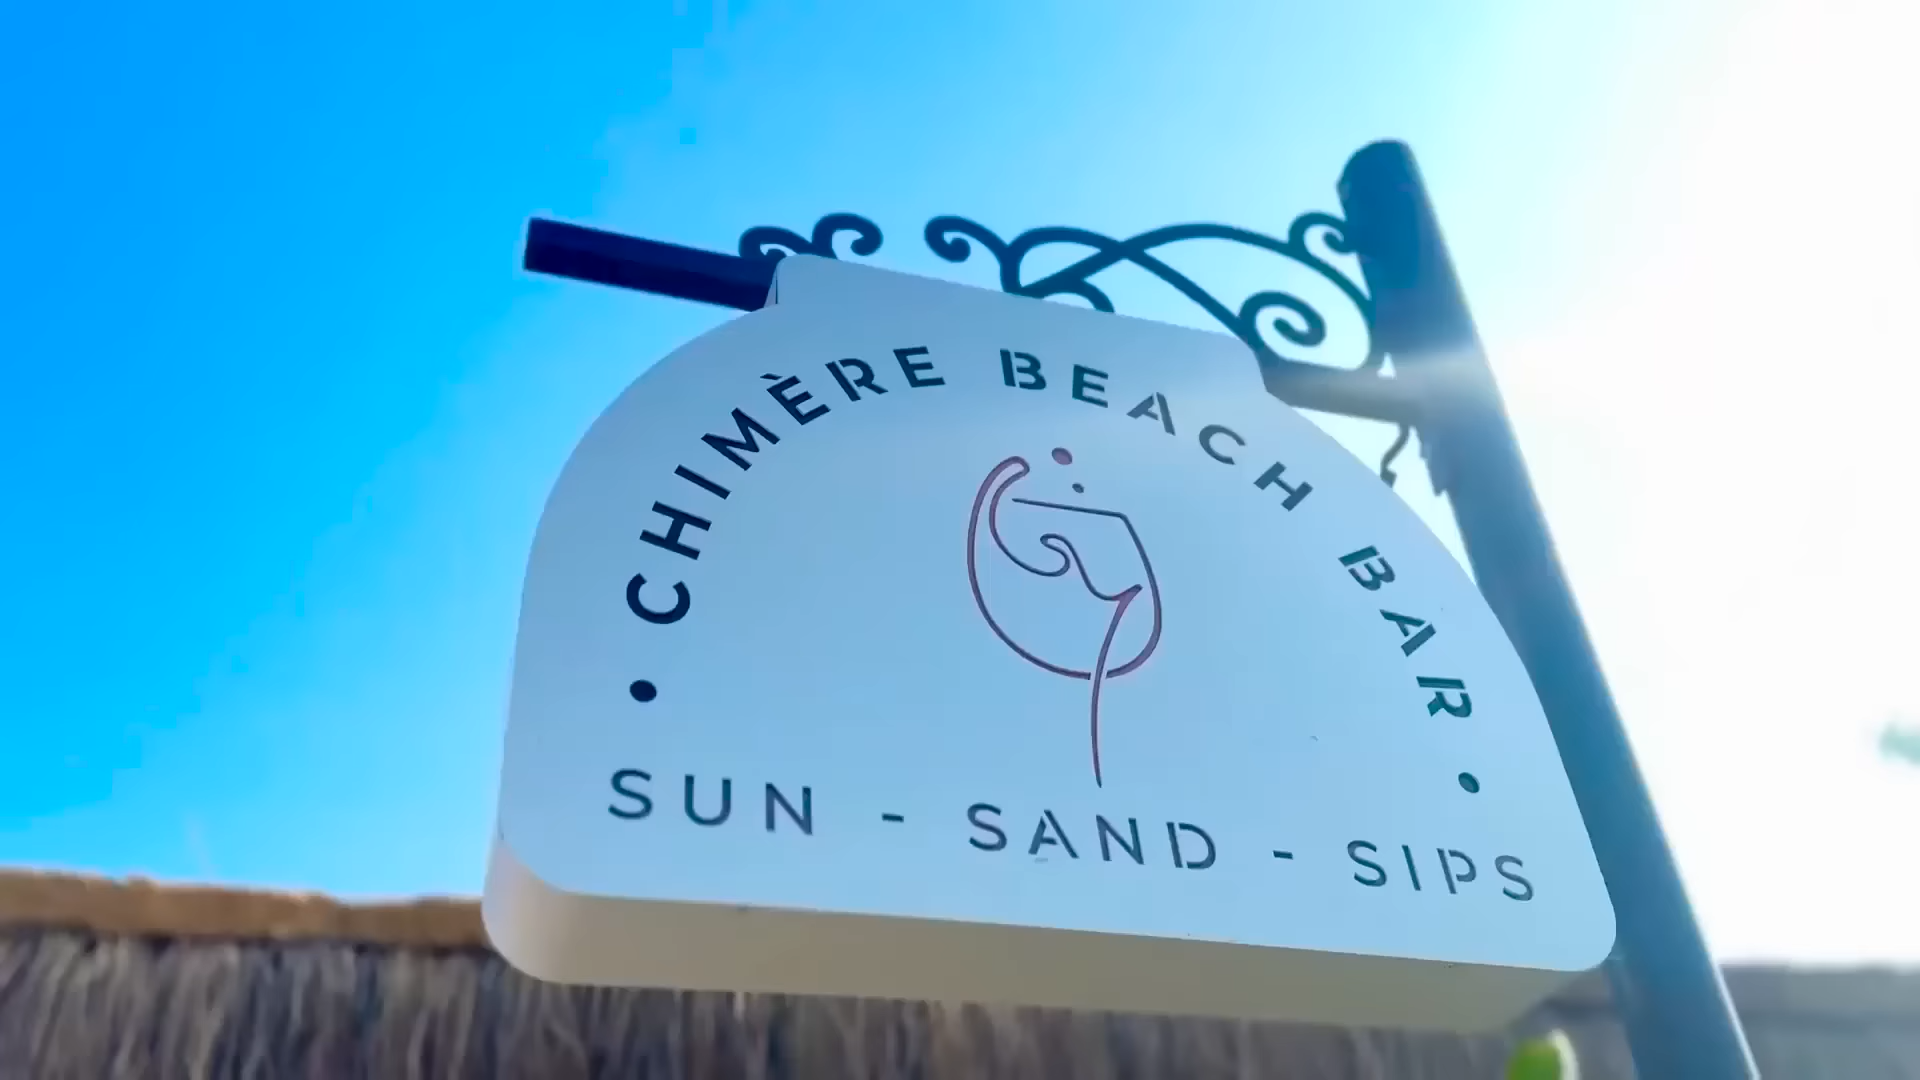 • CHIMÈRE BEACH BAR •
SUN - SAND - SIPS